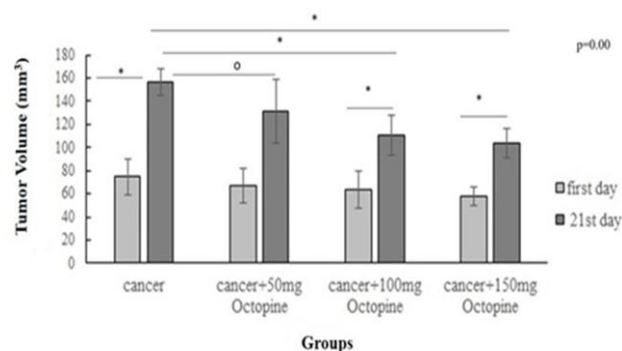 *
*
p=0.00
o
*
*
*
Tumor Volume (mm³)
180
160
140
120
100
80
60
40
20
0
first day
21st day
cancer
cancer+50mg
Octopine
cancer+100mg
Octopine
cancer+150mg
Octopine
Groups